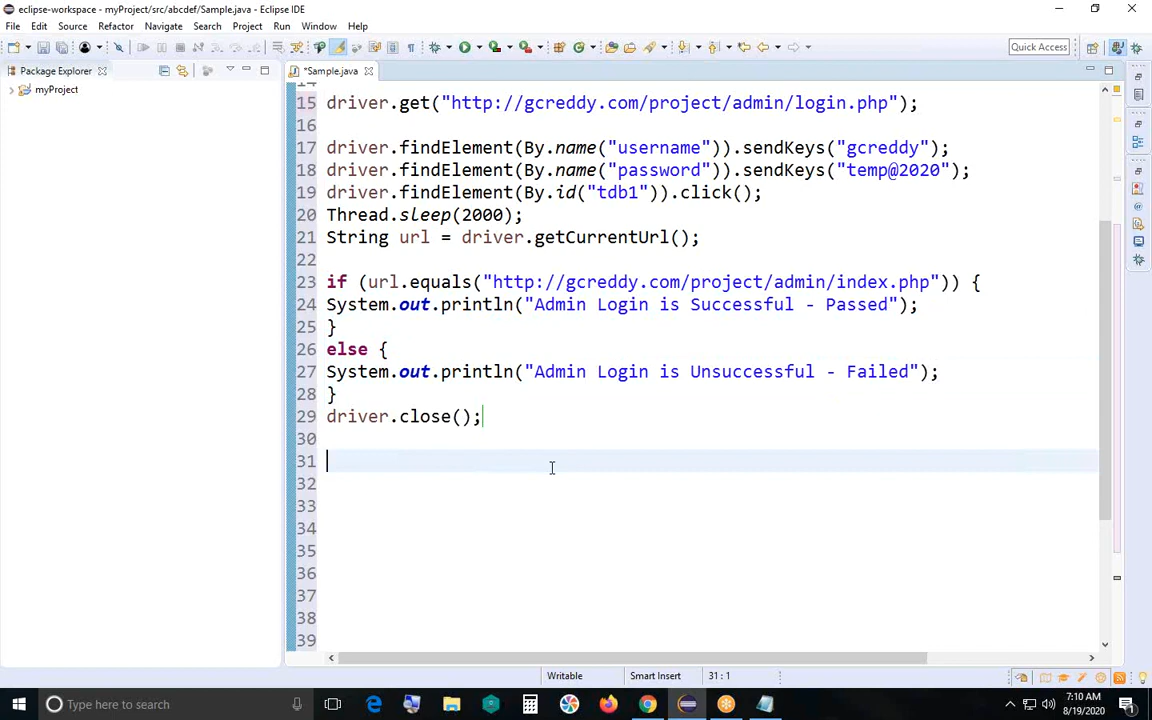 eclipse-workspace - myProject/src/abcdef/Sample.java - Eclipse IDE
File Edit Source Refactor Navigate Search Project Run Window Help
Quick Access
Package Explorer
*Sample.java
myProject
14
15 driver.get("http://gcreddy.com/project/admin/login.php");
16
17 driver.findElement(By.name("username")).sendKeys("gcreddy");
18 driver.findElement(By.name("password")).sendKeys("temp@2020");
19 driver.findElement(By.id("tdb1")).click();
20 Thread.sleep(2000);
21 String url = driver.getCurrentUrl();
22
23 if (url.equals("http://gcreddy.com/project/admin/index.php")) {
24 System.out.println("Admin Login is Successful - Passed");
25 }
26 else {
27 System.out.println("Admin Login is Unsuccessful - Failed");
28 }
29 driver.close();
30
31
32
33
34
35
36
37
38
39
Writable Smart Insert 31 : 1
Type here to search
7:10 AM
8/19/2020
1